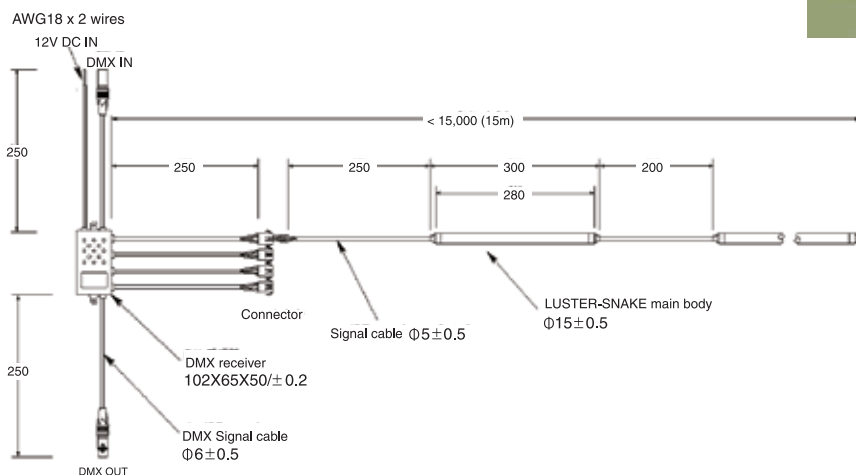 AWG18 x 2 wires
12V DC IN
DMX IN
< 15,000 (15m)
250
250
250
300
200
280
Connector
Signal cable Φ5±0.5
LUSTER-SNAKE main body
Φ15±0.5
DMX receiver
102X65X50/±0.2
250
DMX Signal cable
Φ6±0.5
DMX OUT